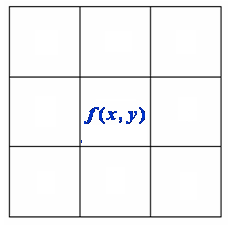 f(x, y)